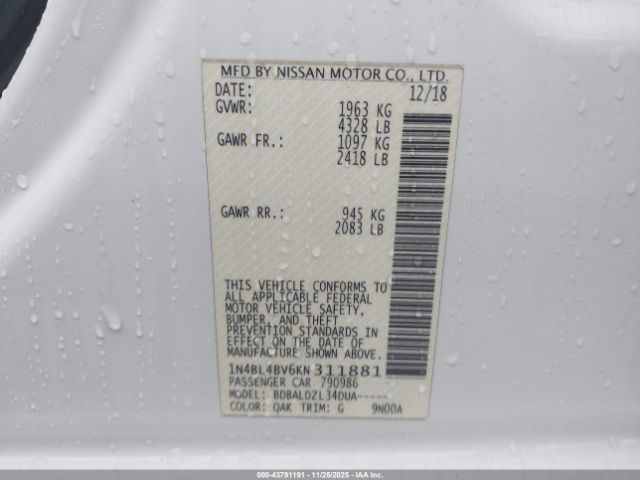 MFD BY NISSAN MOTOR CO., LTD.
DATE: 12/18
GVWR: 1963 KG
4328 LB
GAWR FR.: 1097 KG
2418 LB
GAWR RR.: 945 KG
2083 LB
THIS VEHICLE CONFORMS TO
ALL APPLICABLE FEDERAL
MOTOR VEHICLE SAFETY,
BUMPER, AND THEFT
PREVENTION STANDARDS IN
EFFECT ON THE DATE OF
MANUFACTURE SHOWN ABOVE.
1N4BL4BV6KN311881
PASSENGER CAR 790986
MODEL: BDBALDZL34DUA-----
COLOR: QAK TRIM: G 9N00A
000-43791191 - 11/25/2025 - IAAI.com